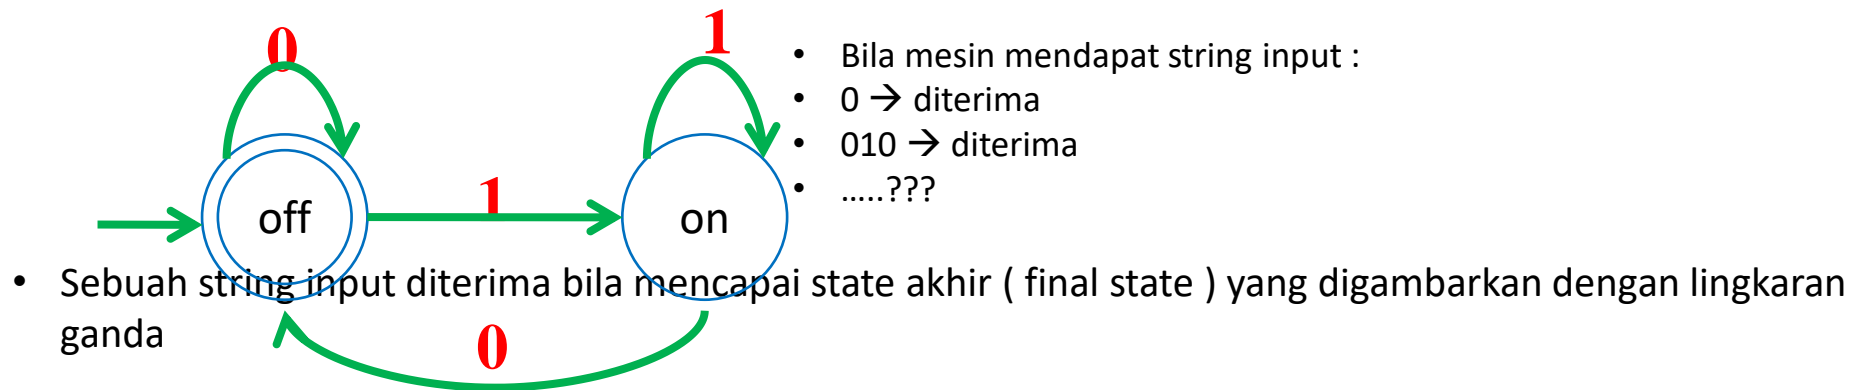 0
1
• Bila mesin mendapat string input :
• 0 → diterima
• 010 → diterima
• .....???
off
1
on
• Sebuah string input diterima bila mencapai state akhir ( final state ) yang digambarkan dengan lingkaran
ganda
0